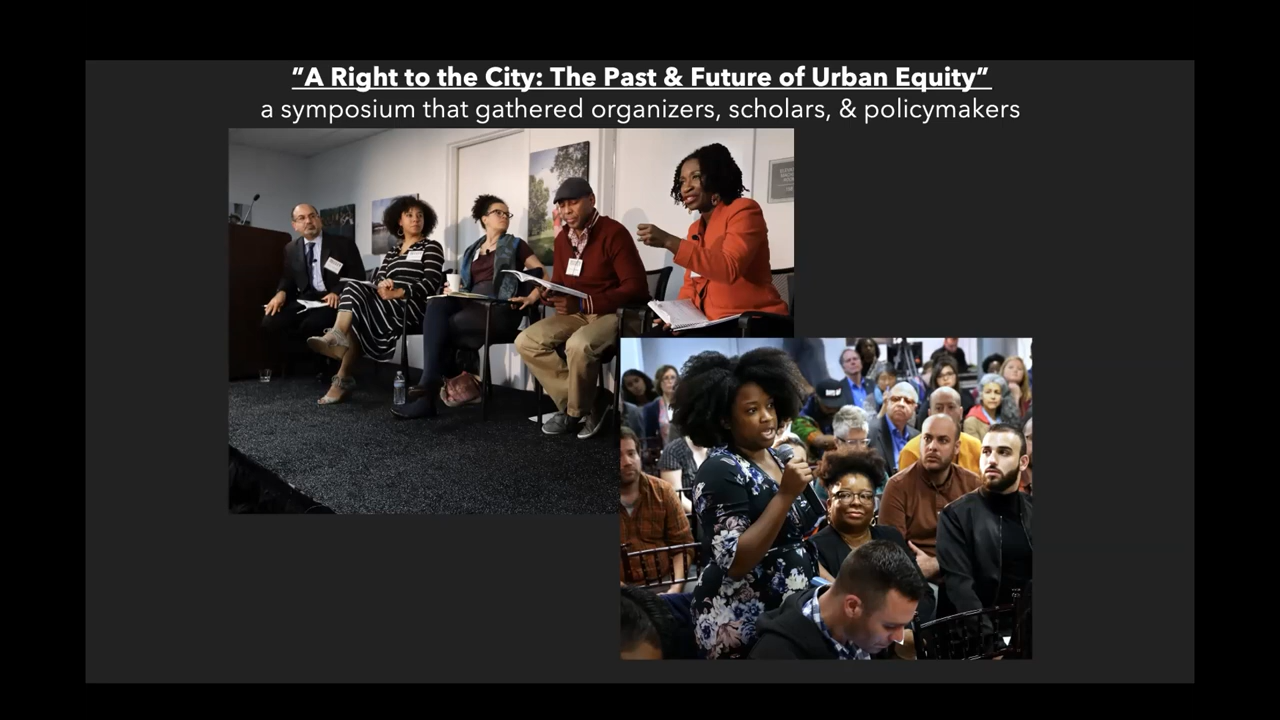 "A Right to the City: The Past & Future of Urban Equity"
a symposium that gathered organizers, scholars, & policymakers